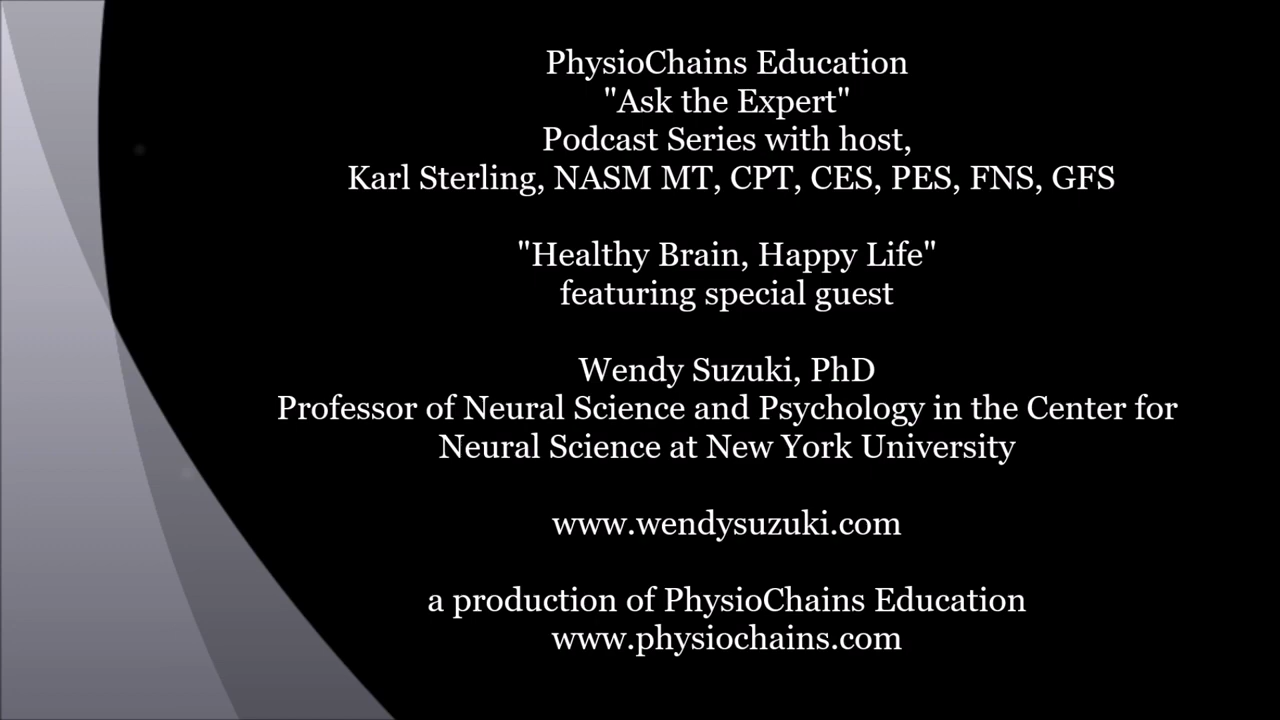 PhysioChains Education
"Ask the Expert"
Podcast Series with host,
Karl Sterling, NASM MT, CPT, CES, PES, FNS, GFS
"Healthy Brain, Happy Life"
featuring special guest
Wendy Suzuki, PhD
Professor of Neural Science and Psychology in the Center for
Neural Science at New York University
www.wendysuzuki.com
a production of PhysioChains Education
www.physiochains.com